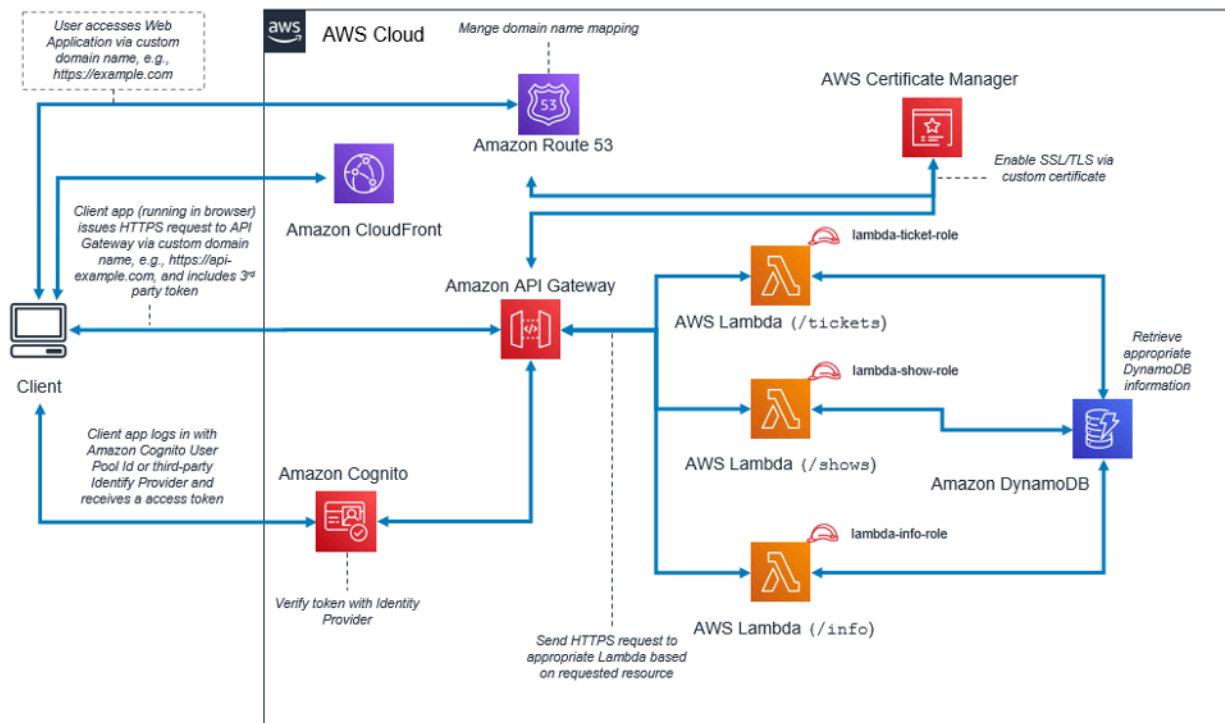 User accesses Web
Application via custom
domain name, e.g.,
https://example.com
aws
AWS Cloud
Mange domain name mapping
53
Amazon Route 53
AWS Certificate Manager
Enable SSL/TLS via
custom certificate
Amazon CloudFront
Client app (running in browser)
issues HTTPS request to API
Gateway via custom domain
name, e.g., https://api-
example.com, and includes 3rd
party token
Amazon API Gateway
lambda-ticket-role
AWS Lambda (/tickets)
Client
Retrieve
appropriate
DynamoDB
information
lambda-show-role
AWS Lambda (/shows)
Amazon DynamoDB
Client app logs in with
Amazon Cognito User
Pool Id or third-party
Identify Provider and
receives a access token
Amazon Cognito
lambda-info-role
Verify token with Identity
Provider
AWS Lambda (/info)
Send HTTPS request to
appropriate Lambda based
on requested resource